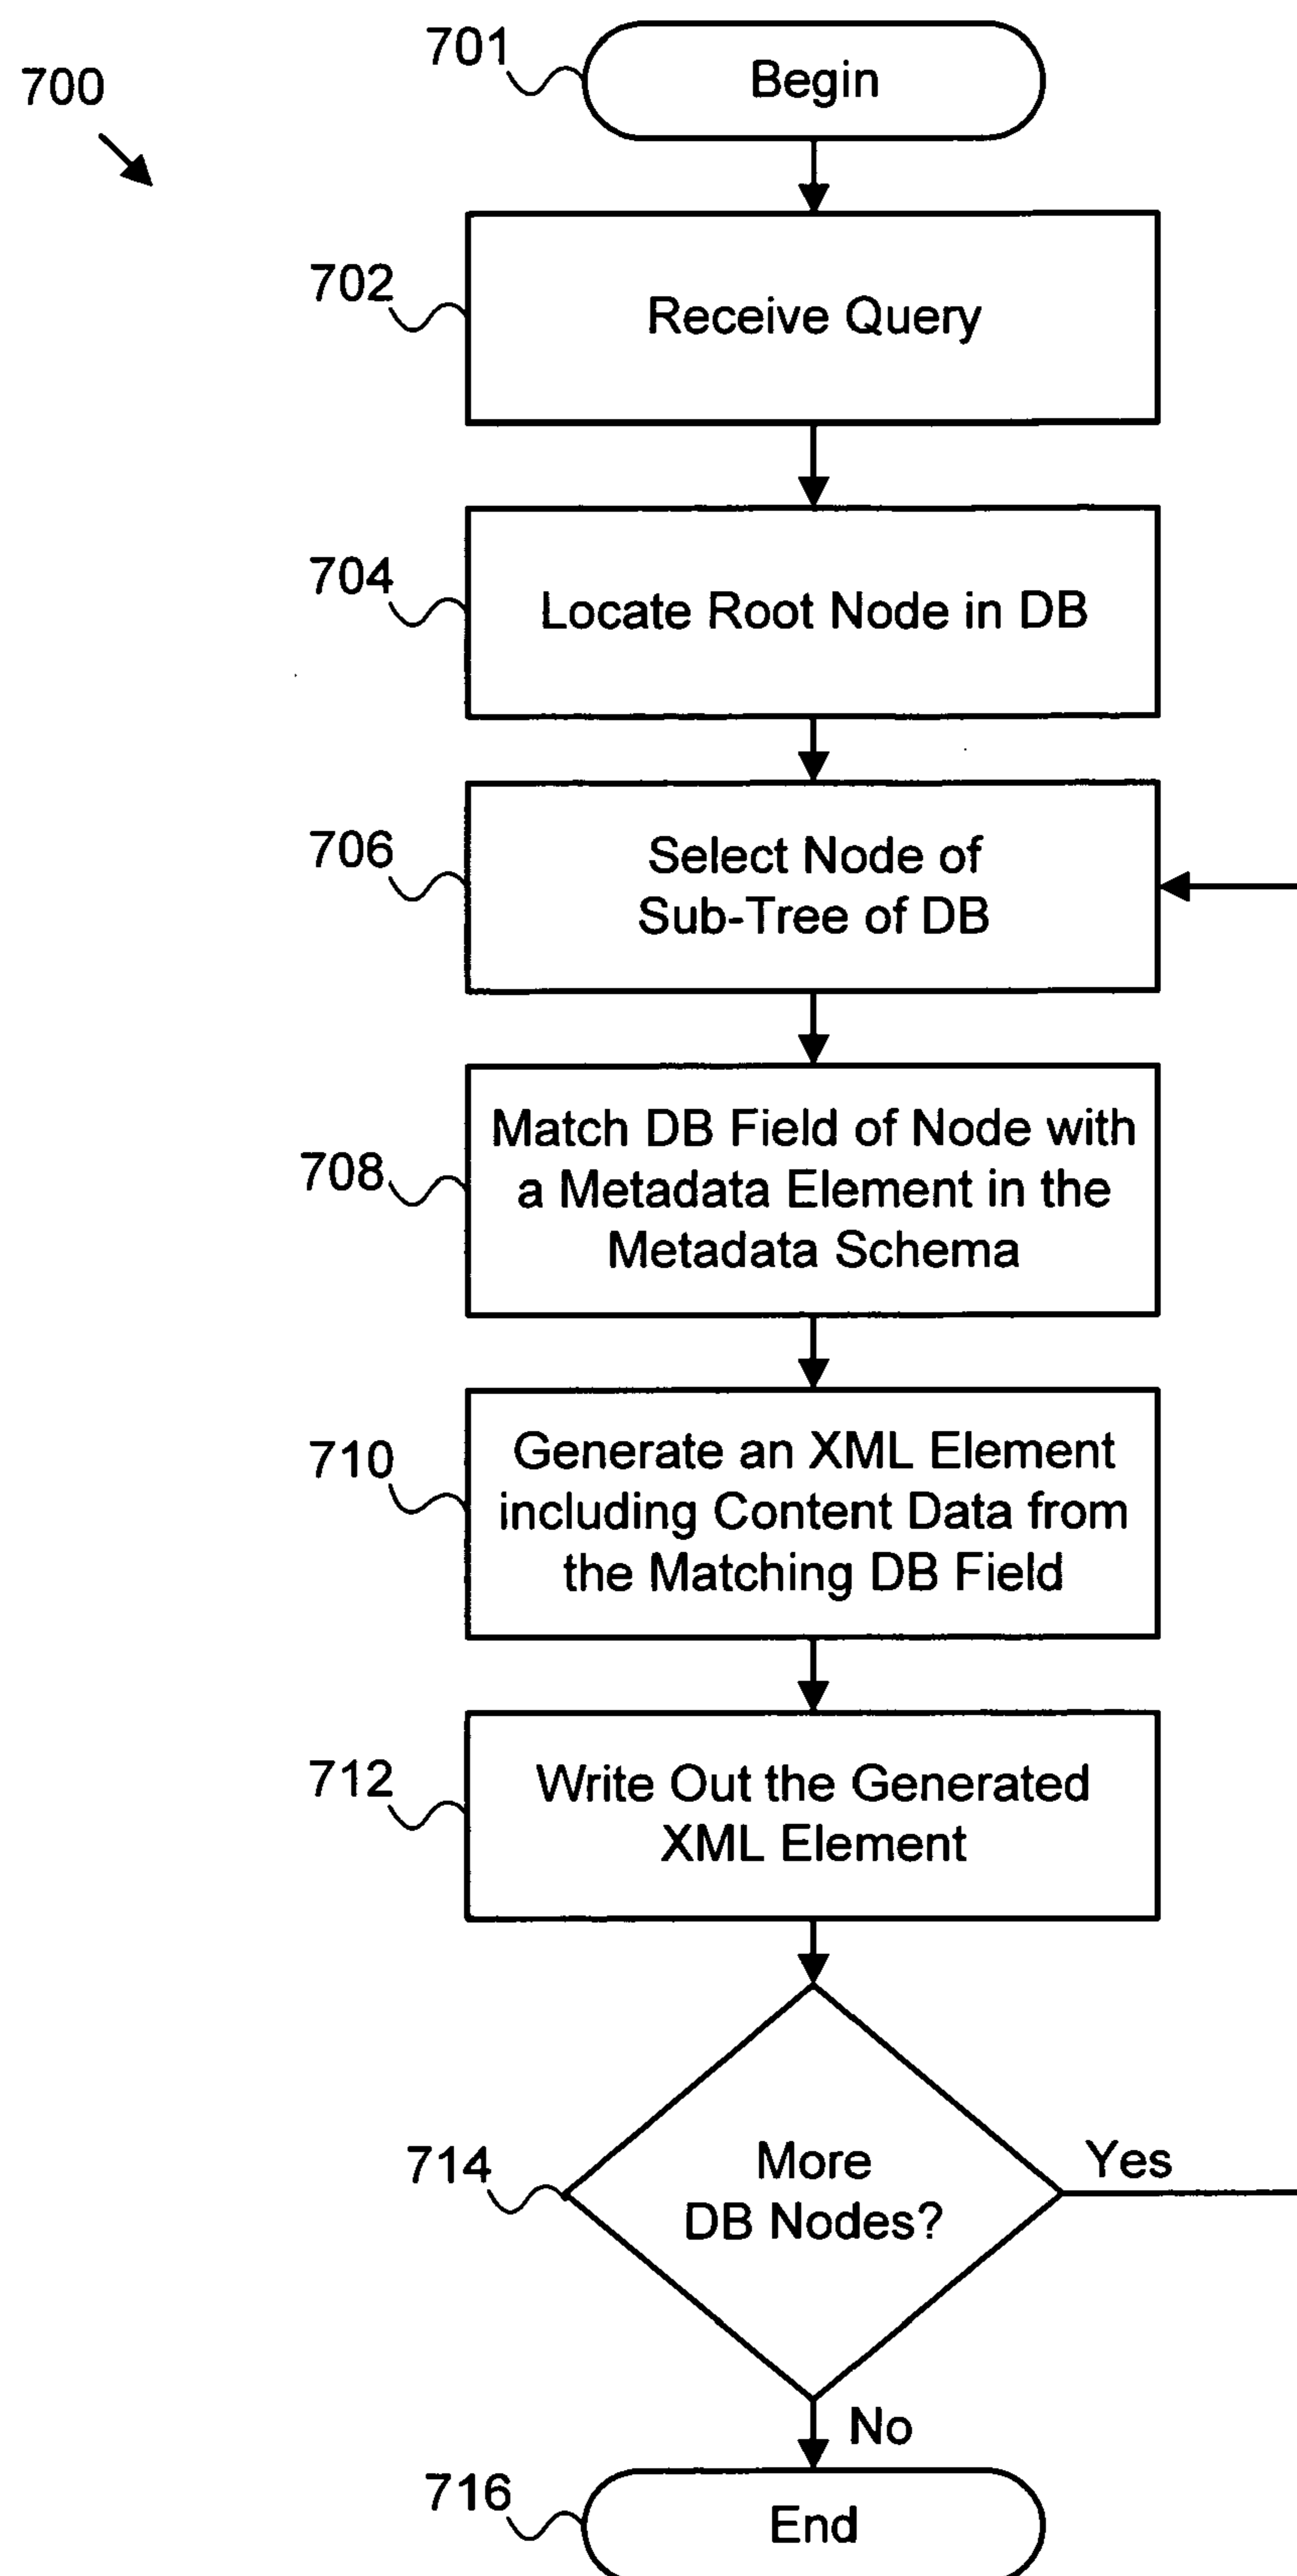 700
701
Begin
702
Receive Query
704
Locate Root Node in DB
706
Select Node of
Sub-Tree of DB
708
Match DB Field of Node with
a Metadata Element in the
Metadata Schema
710
Generate an XML Element
including Content Data from
the Matching DB Field
712
Write Out the Generated
XML Element
714
More
DB Nodes?
Yes
No
716
End